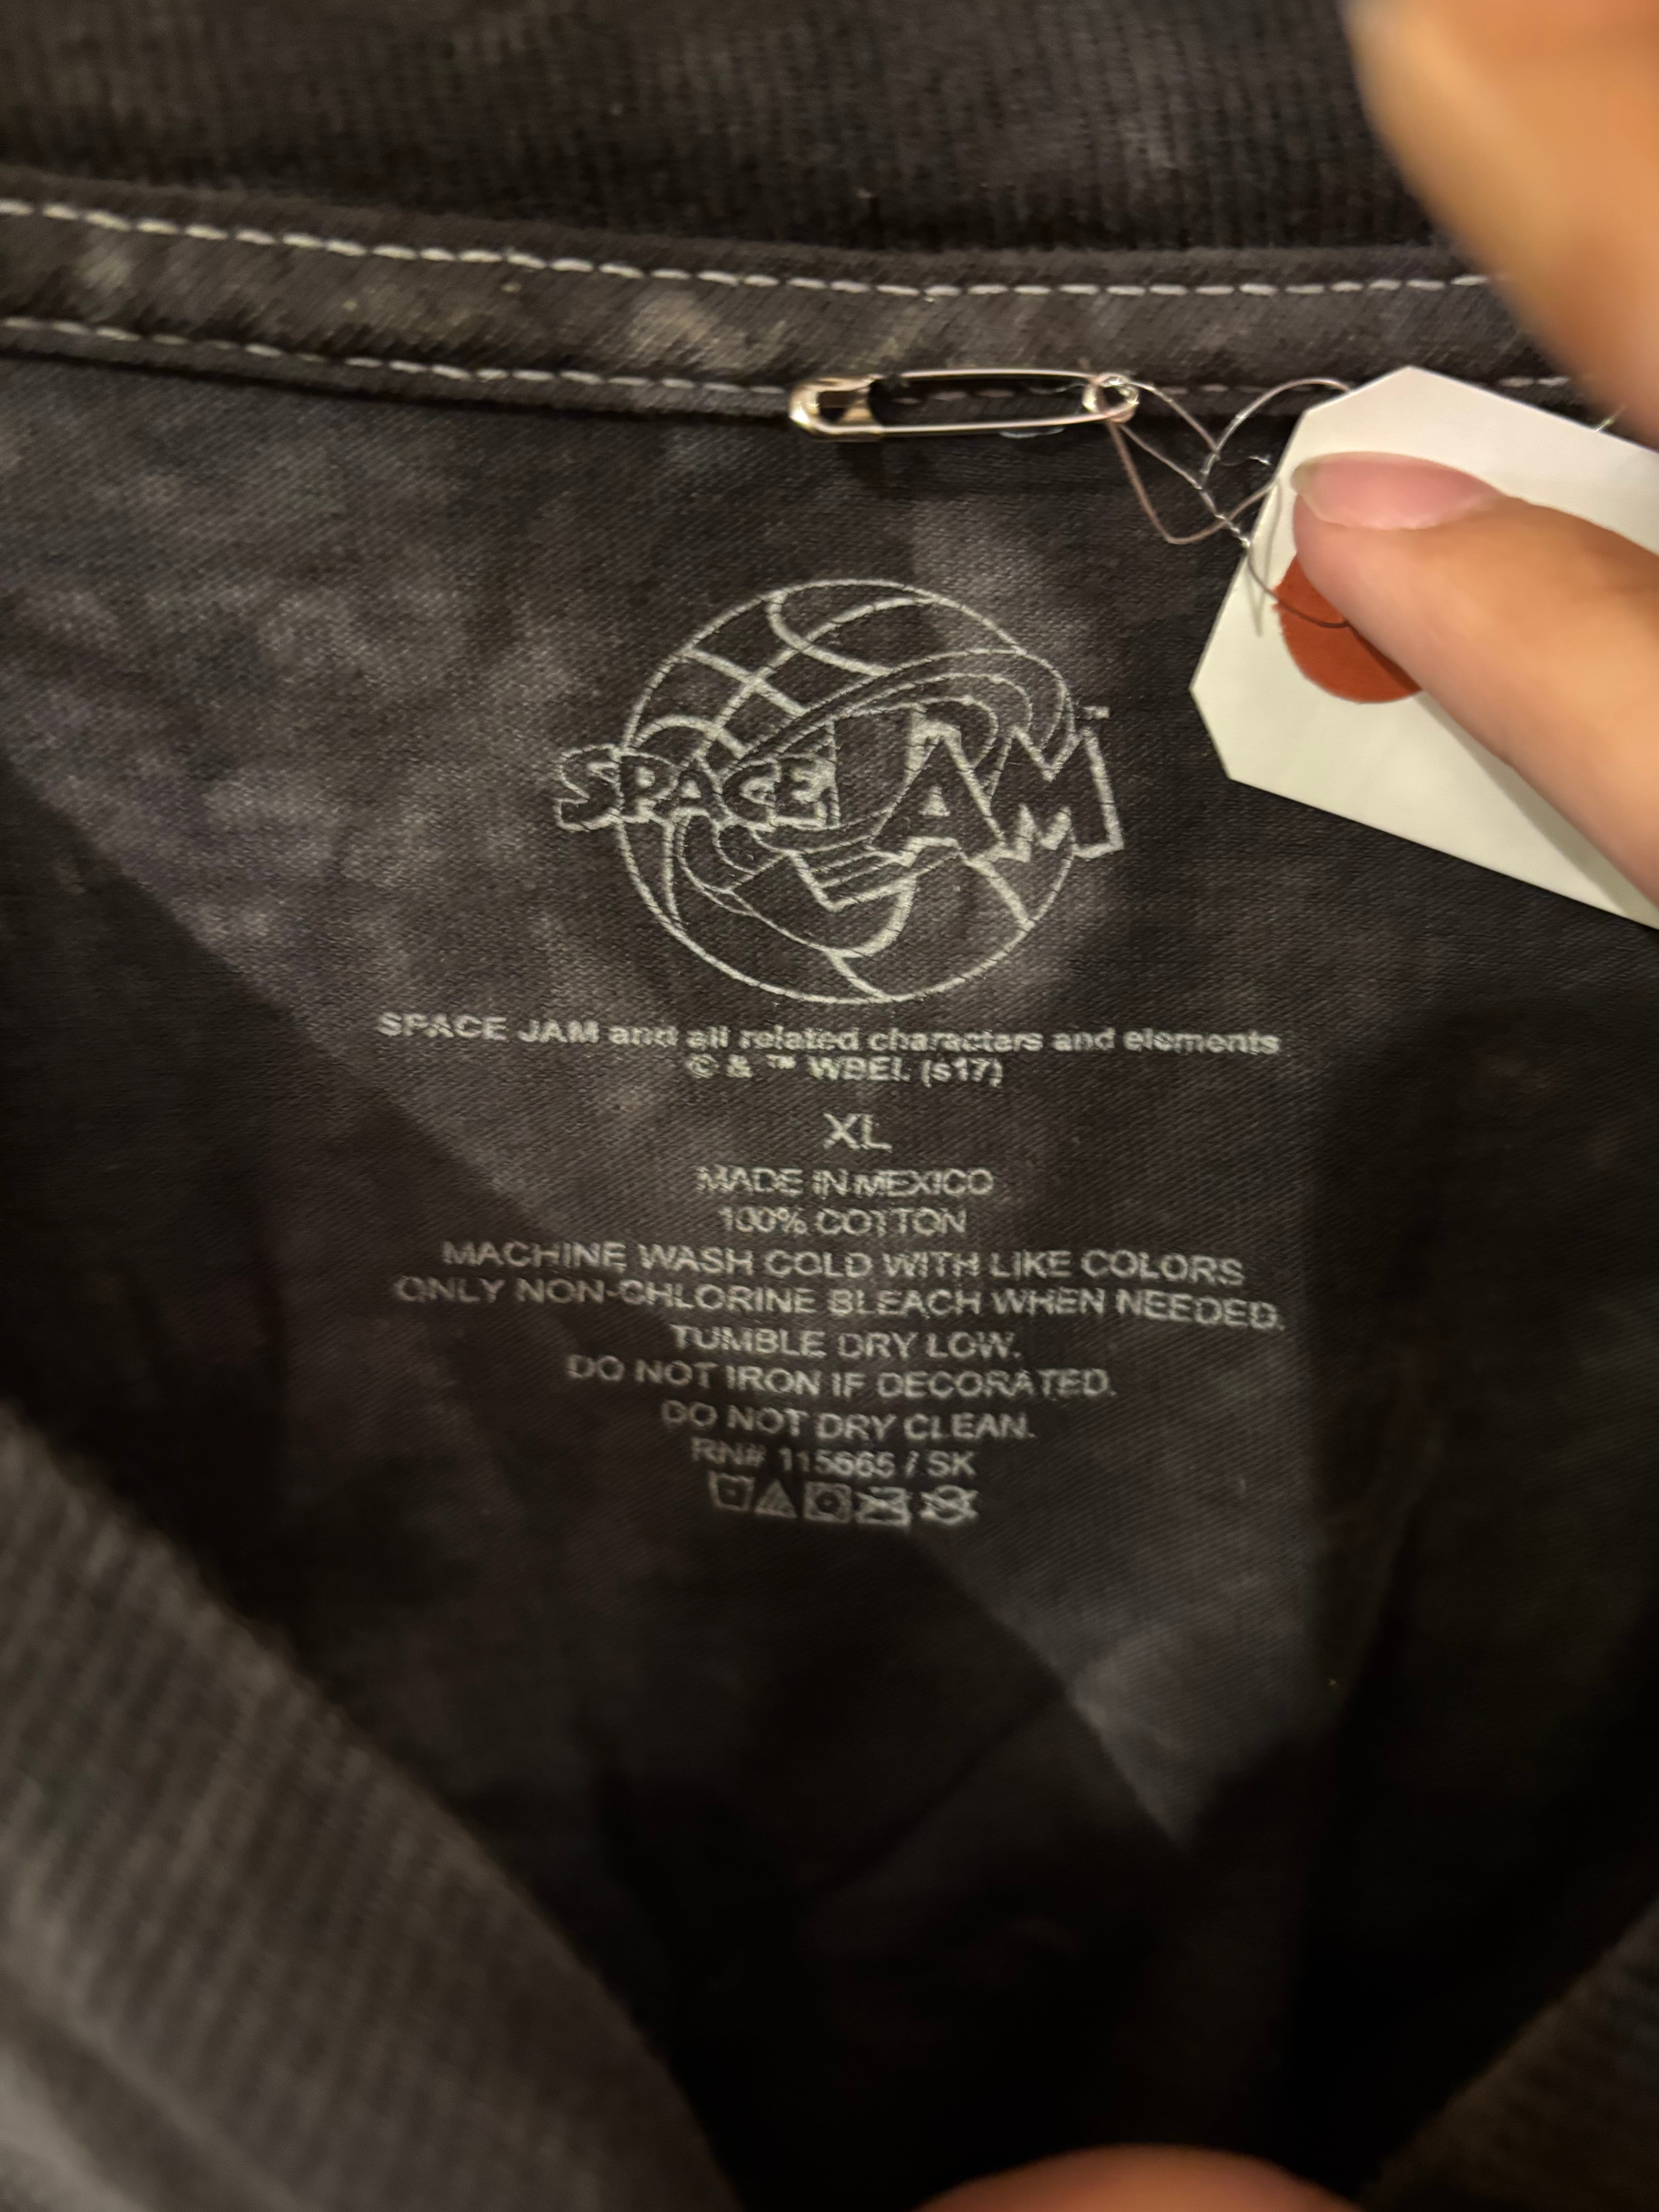 SPACE JAM™
SPACE JAM and all related characters and elements
© & ™ WBEI. (s17)
XL
MADE IN MEXICO
100% COTTON
MACHINE WASH COLD WITH LIKE COLORS
ONLY NON-CHLORINE BLEACH WHEN NEEDED.
TUMBLE DRY LOW.
DO NOT IRON IF DECORATED.
DO NOT DRY CLEAN.
RN# 115665 / SK